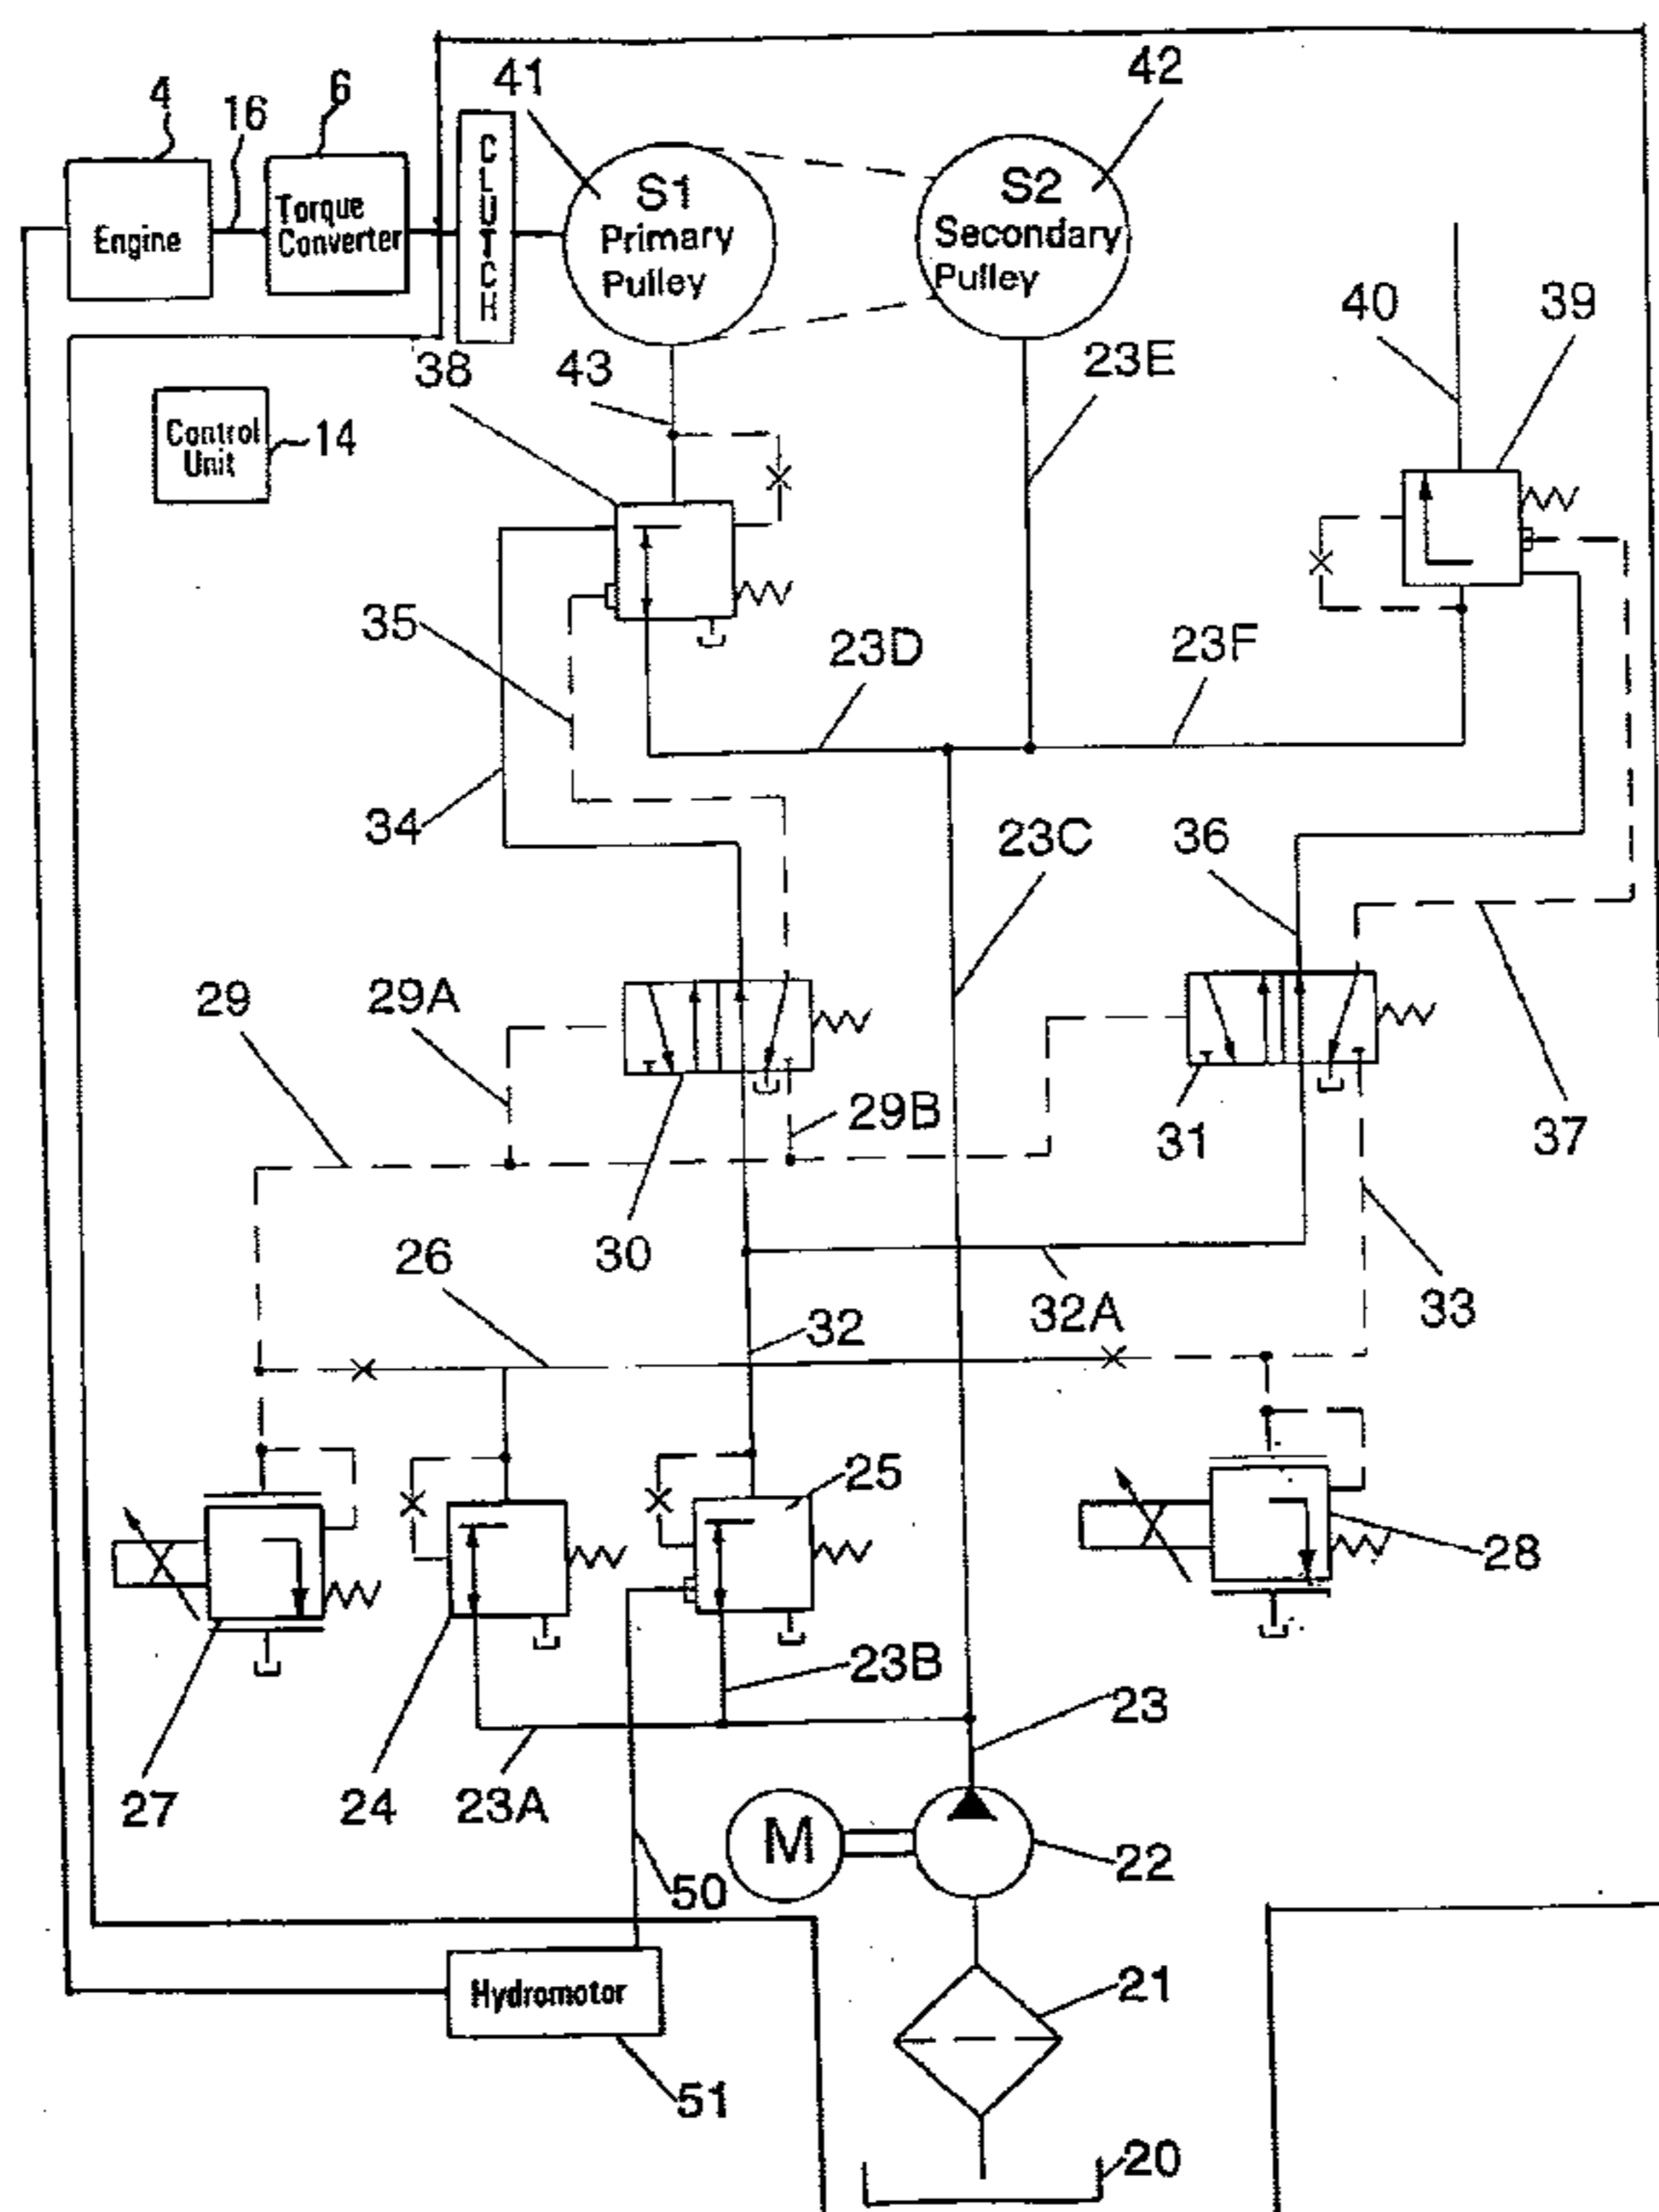 4
16
6
41
42
CLUTCH
Engine
Torque
Converter
S1
Primary
Pulley
S2
Secondary
Pulley
40
39
38
43
23E
Control
Unit
14
35
23D
23F
34
23C
36
29
29A
29B
31
37
30
26
32
32A
33
25
28
23B
23
27
24
23A
M
22
50
Hydromotor
21
51
20